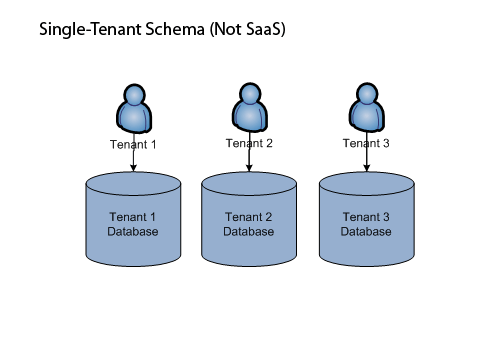 Single-Tenant Schema (Not SaaS)
Tenant 1
Tenant 2
Tenant 3
Tenant 1
Database
Tenant 2
Database
Tenant 3
Database